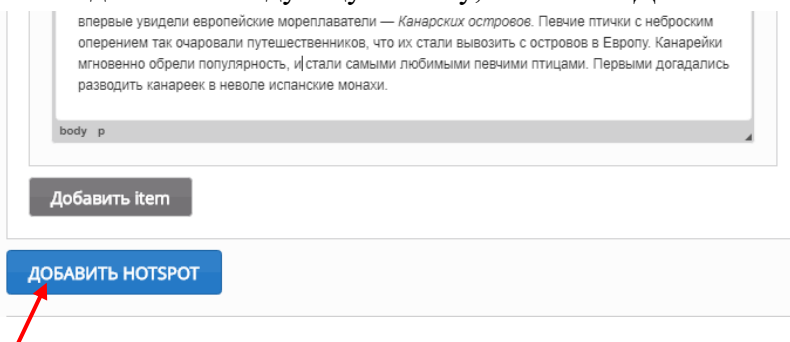 впервые увидели европейские мореплаватели — Канарских островов. Певчие птички с неброским
оперением так очаровали путешественников, что их стали вывозить с островов в Европу. Канарейки
мгновенно обрели популярность, и стали самыми любимыми певчими птицами. Первыми догадались
разводить канареек в неволе испанские монахи.
body p
Добавить item
ДОБАВИТЬ HOTSPOT